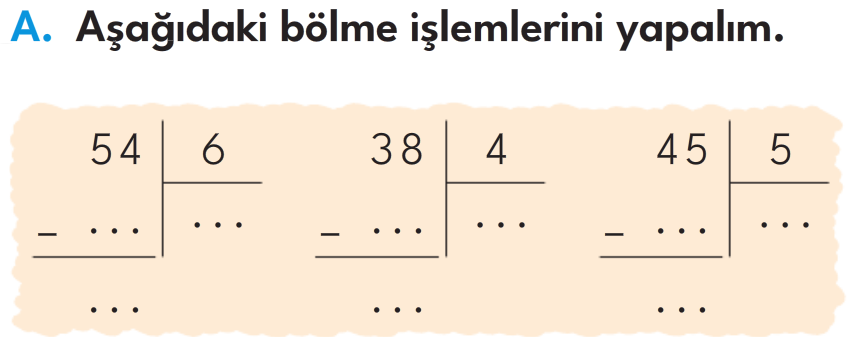 A. Aşağıdaki bölme işlemlerini yapalım.
54 6 38 4 45 5
– ... ... – ... ... – ... ...
... ... ...